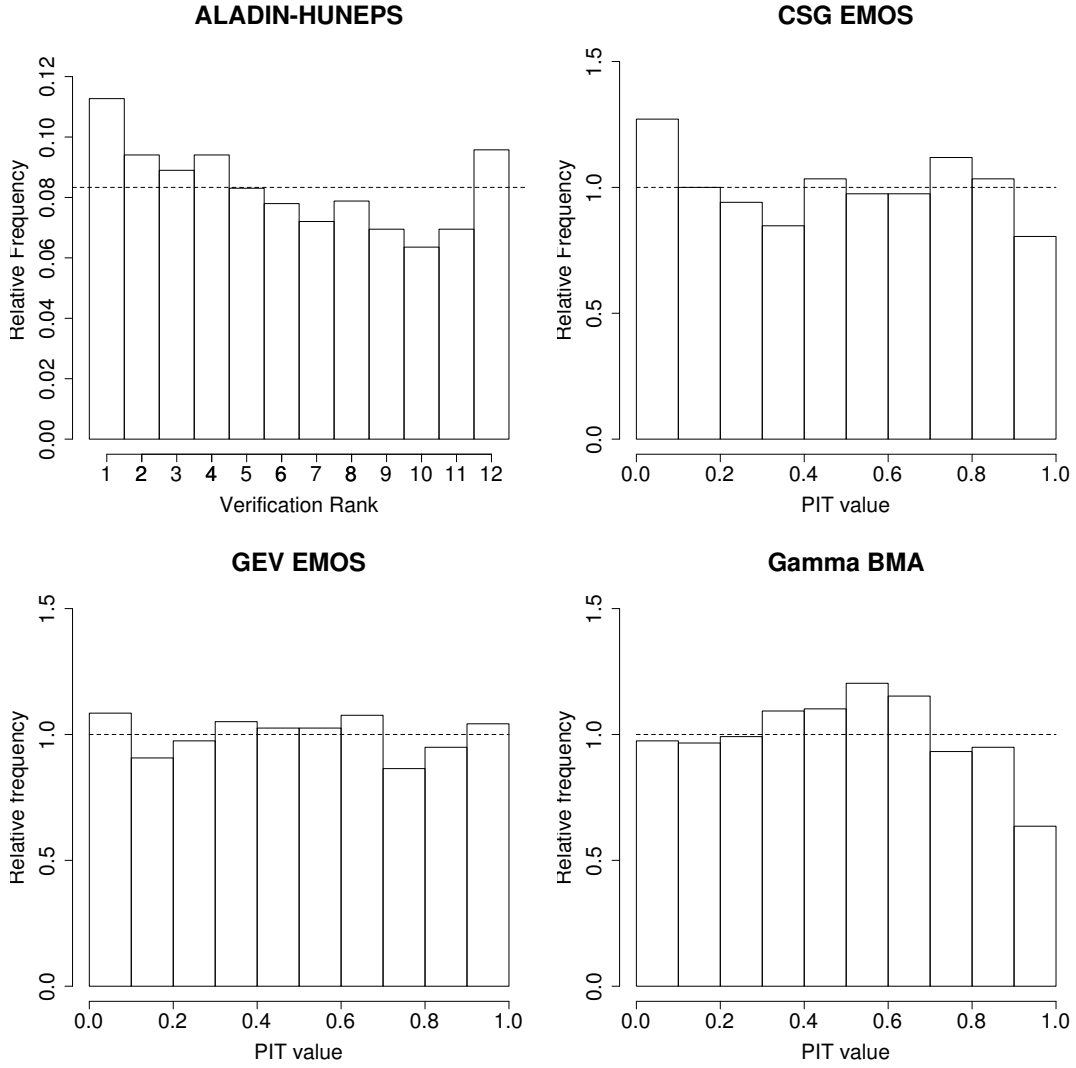 ALADIN-HUNEPS
Relative Frequency
0.00 0.02 0.04 0.06 0.08 0.10 0.12
1 2 3 4 5 6 7 8 9 10 11 12
Verification Rank
CSG EMOS
Relative Frequency
0.0 0.5 1.0 1.5
0.0 0.2 0.4 0.6 0.8 1.0
PIT value
GEV EMOS
Relative frequency
0.0 0.5 1.0 1.5
0.0 0.2 0.4 0.6 0.8 1.0
PIT value
Gamma BMA
Relative frequency
0.0 0.5 1.0 1.5
0.0 0.2 0.4 0.6 0.8 1.0
PIT value